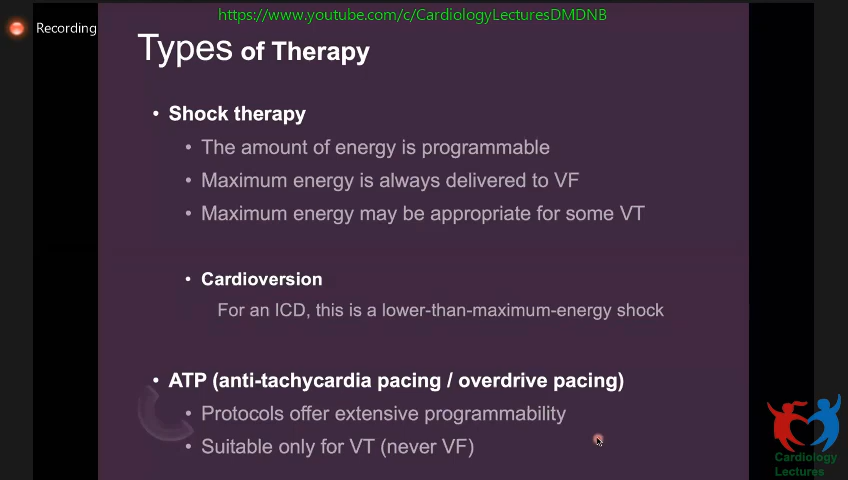 https://www.youtube.com/c/CardiologyLecturesDMDNB
Recording
Types of Therapy
• Shock therapy
• The amount of energy is programmable
• Maximum energy is always delivered to VF
• Maximum energy may be appropriate for some VT
• Cardioversion
For an ICD, this is a lower-than-maximum-energy shock
• ATP (anti-tachycardia pacing / overdrive pacing)
• Protocols offer extensive programmability
• Suitable only for VT (never VF)
Cardiology
Lectures